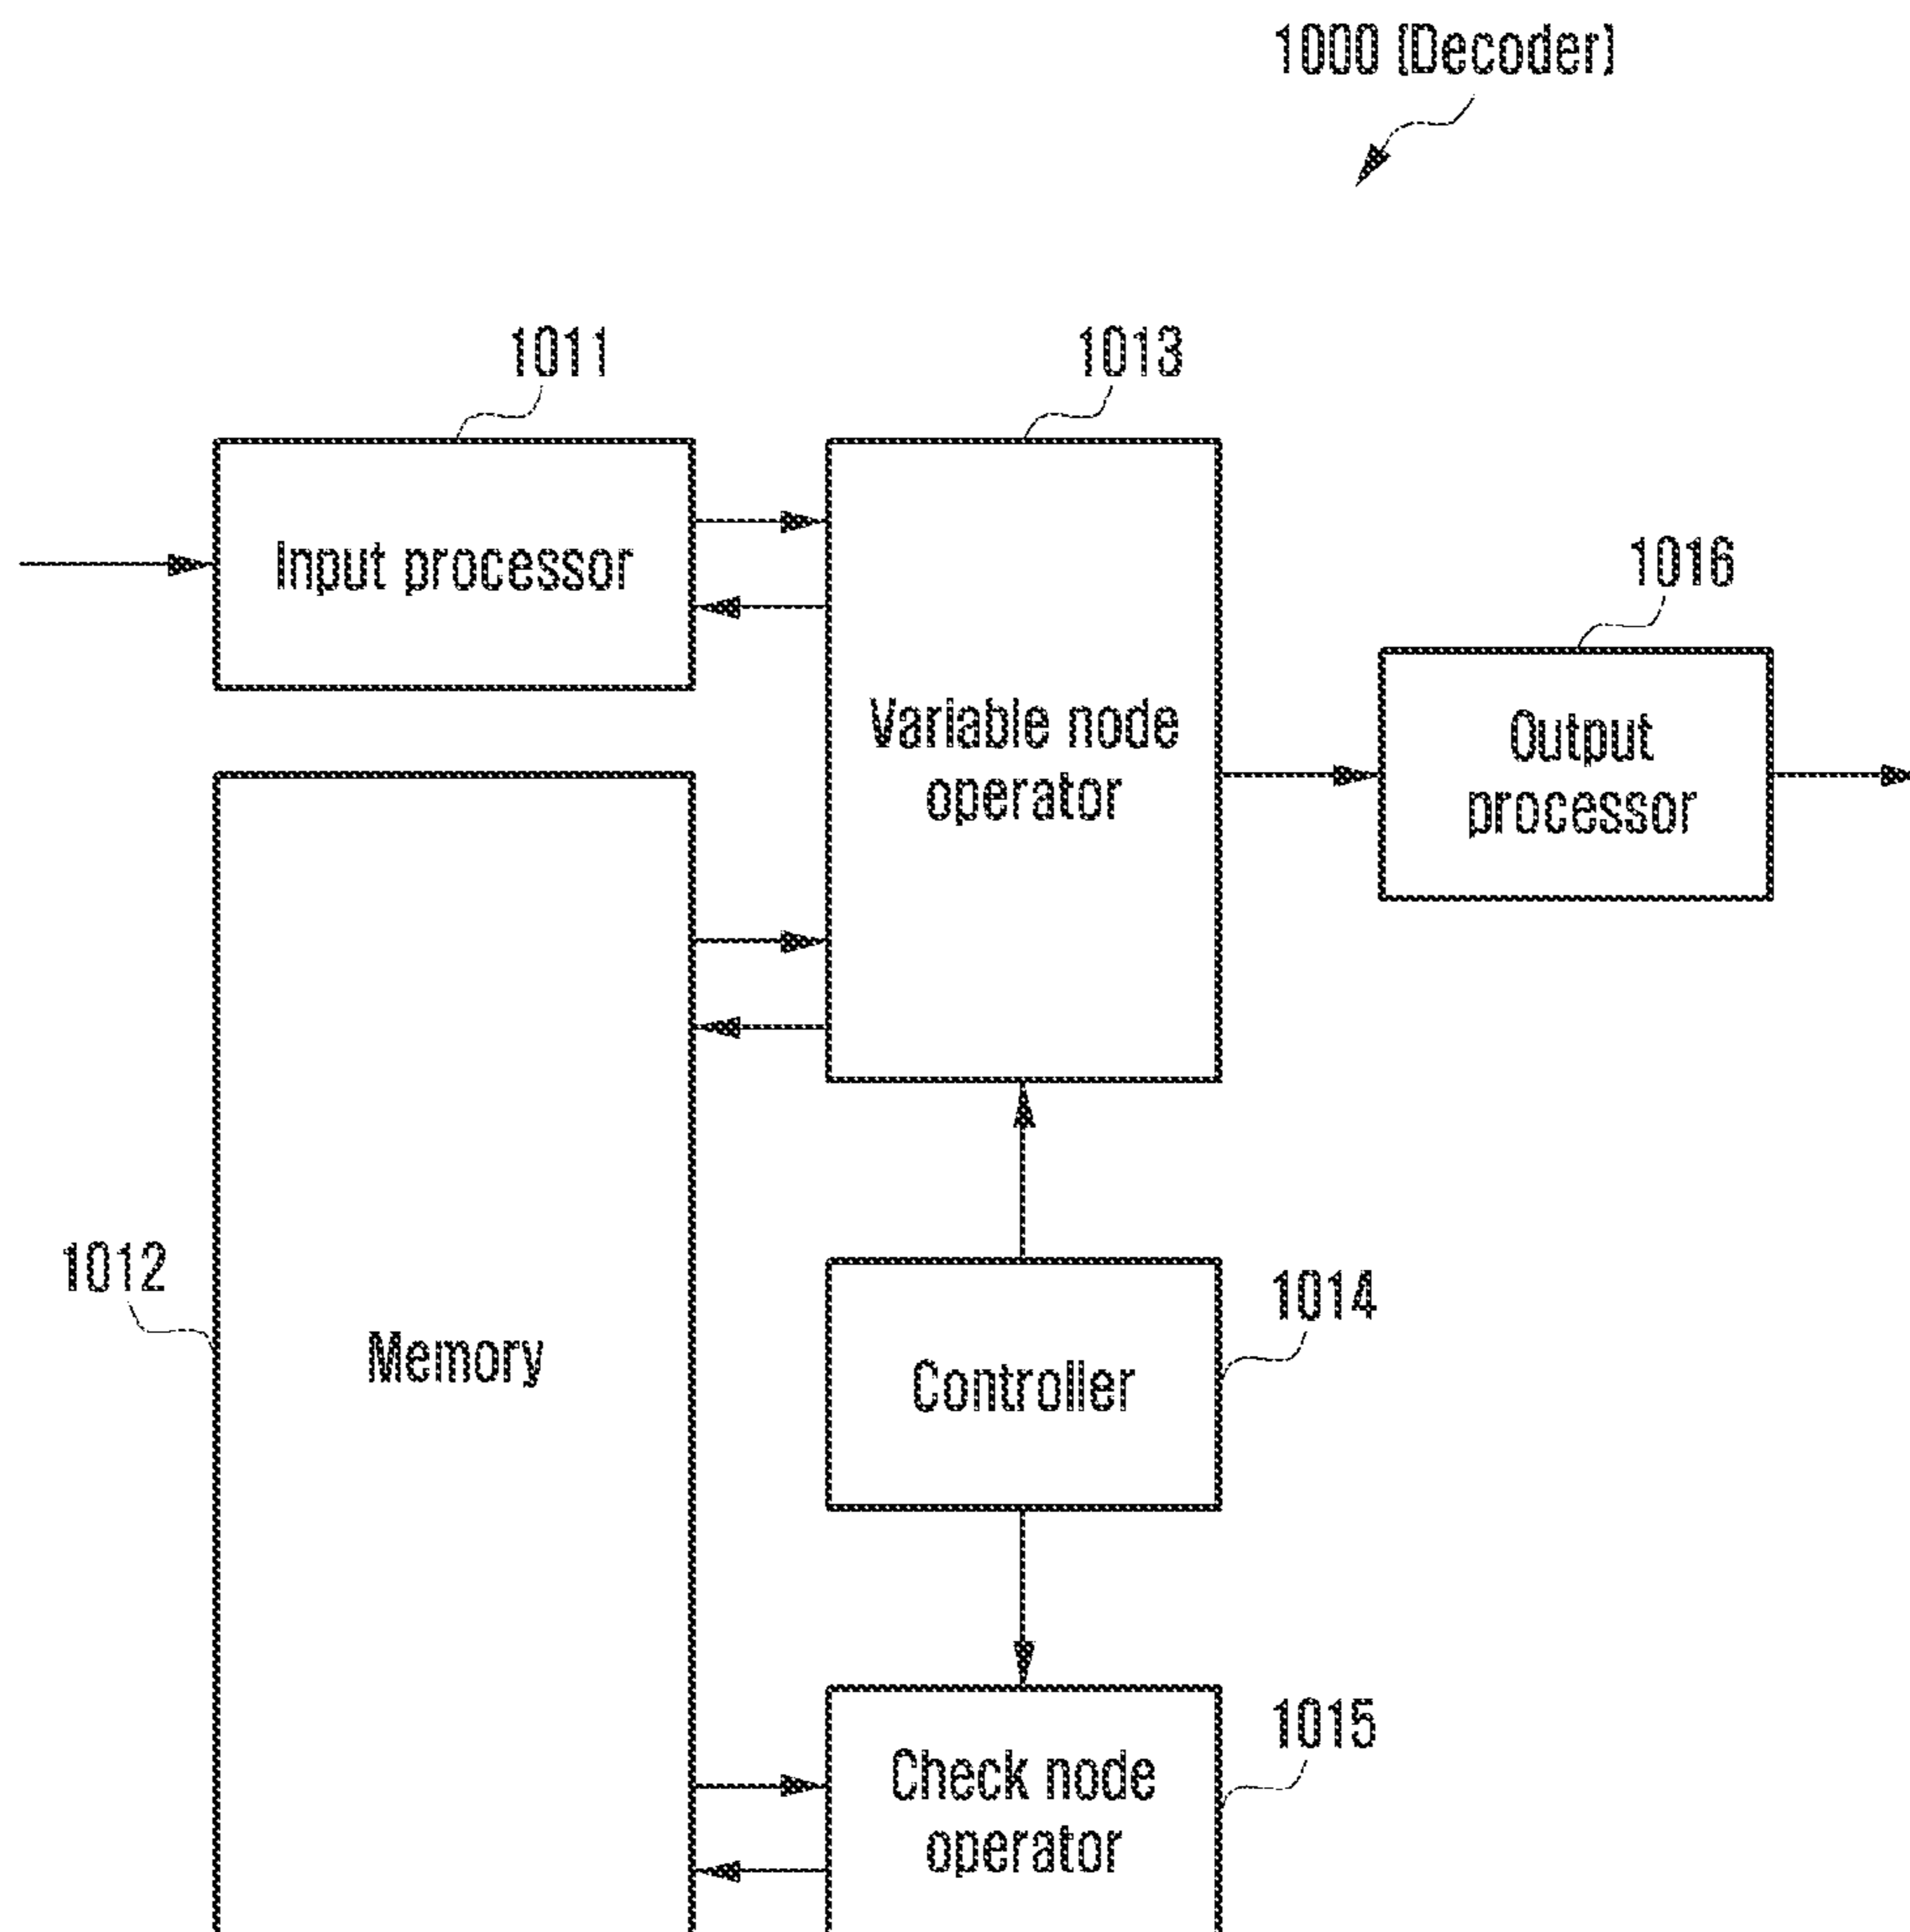 1000 (Decoder)
1011
1013
Input processor
1016
Variable node
operator
Output
processor
1012
Memory
1014
Controller
1015
Check node
operator